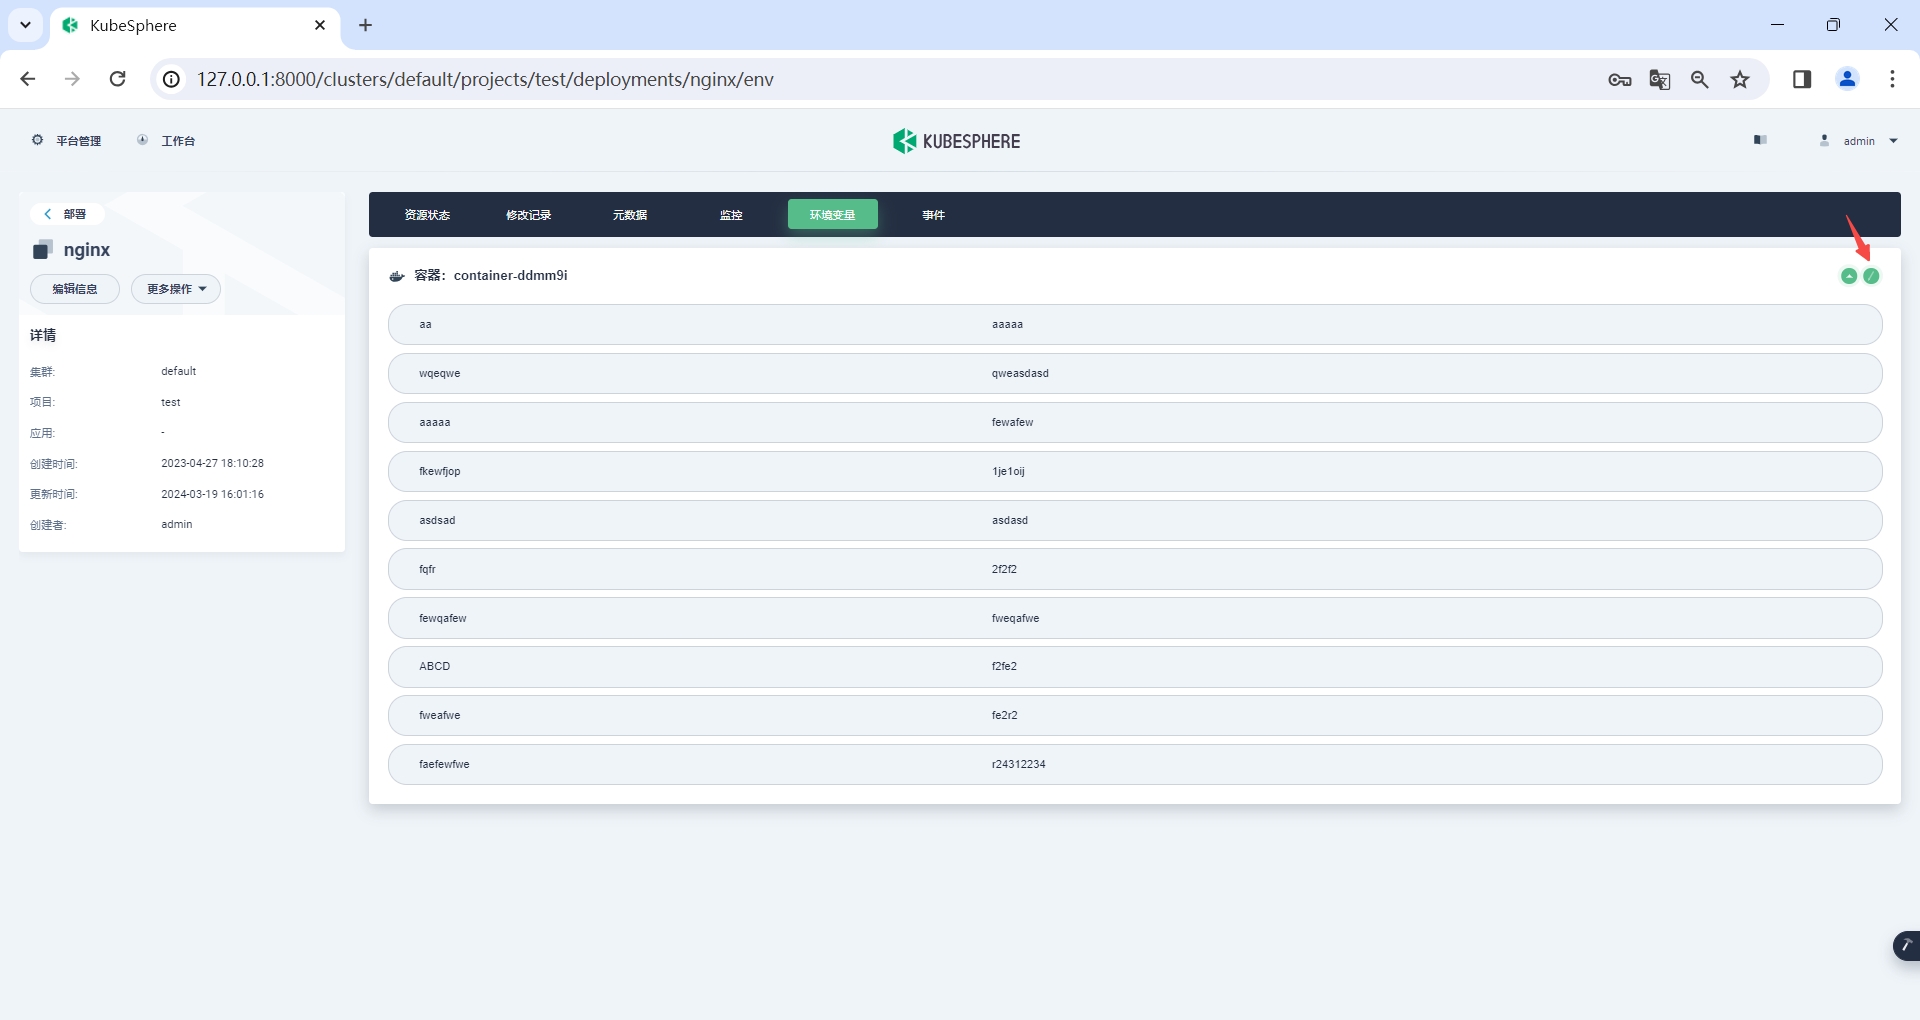 KubeSphere
127.0.0.1:8000/clusters/default/projects/test/deployments/nginx/env
平台管理 工作台 KUBESPHERE admin
部署
nginx
编辑信息 更多操作
详情
集群: default
项目: test
应用: -
创建时间: 2023-04-27 18:10:28
更新时间: 2024-03-19 16:01:16
创建者: admin
资源状态 修改记录 元数据 监控 环境变量 事件
容器: container-ddmm9i
aa aaaaa
wqeqwe qweasdasd
aaaaa fewafew
fkewfjop 1je1oij
asdsad asdasd
fqfr 2f2f2
fewqafew fweqafwe
ABCD f2fe2
fweafwe fe2r2
faefewfwe r24312234